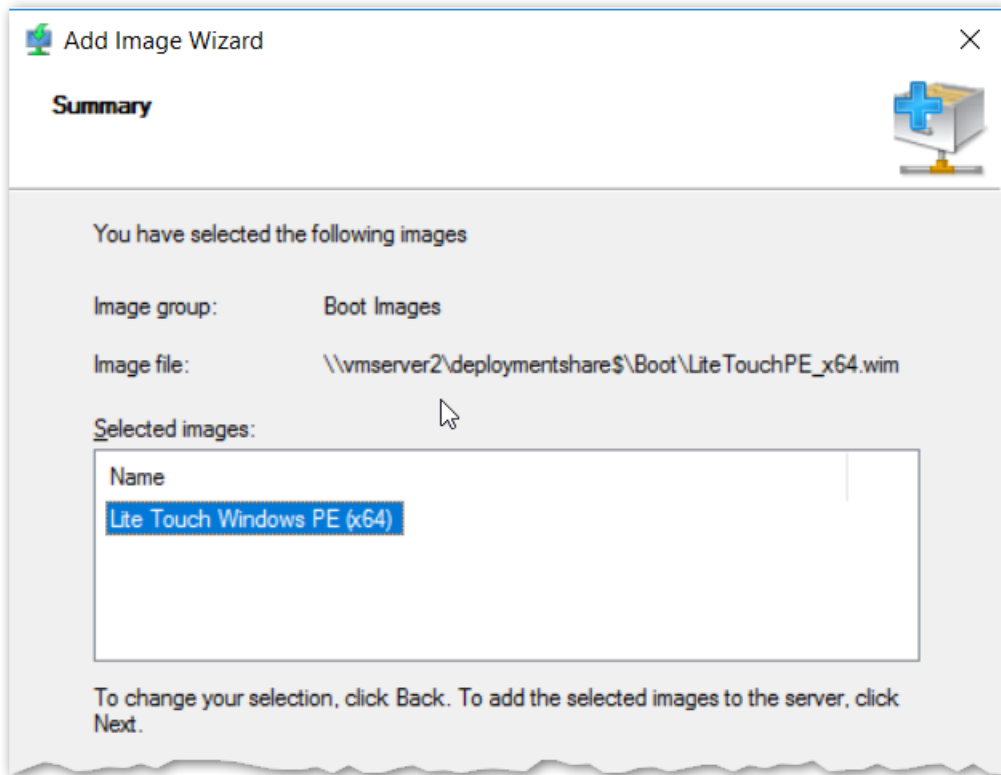 Add Image Wizard
Summary
You have selected the following images
Image group: Boot Images
Image file: \\vmserver2\deploymentshare$\Boot\LiteTouchPE_x64.wim
Selected images:
Name
Lite Touch Windows PE (x64)
To change your selection, click Back. To add the selected images to the server, click
Next.